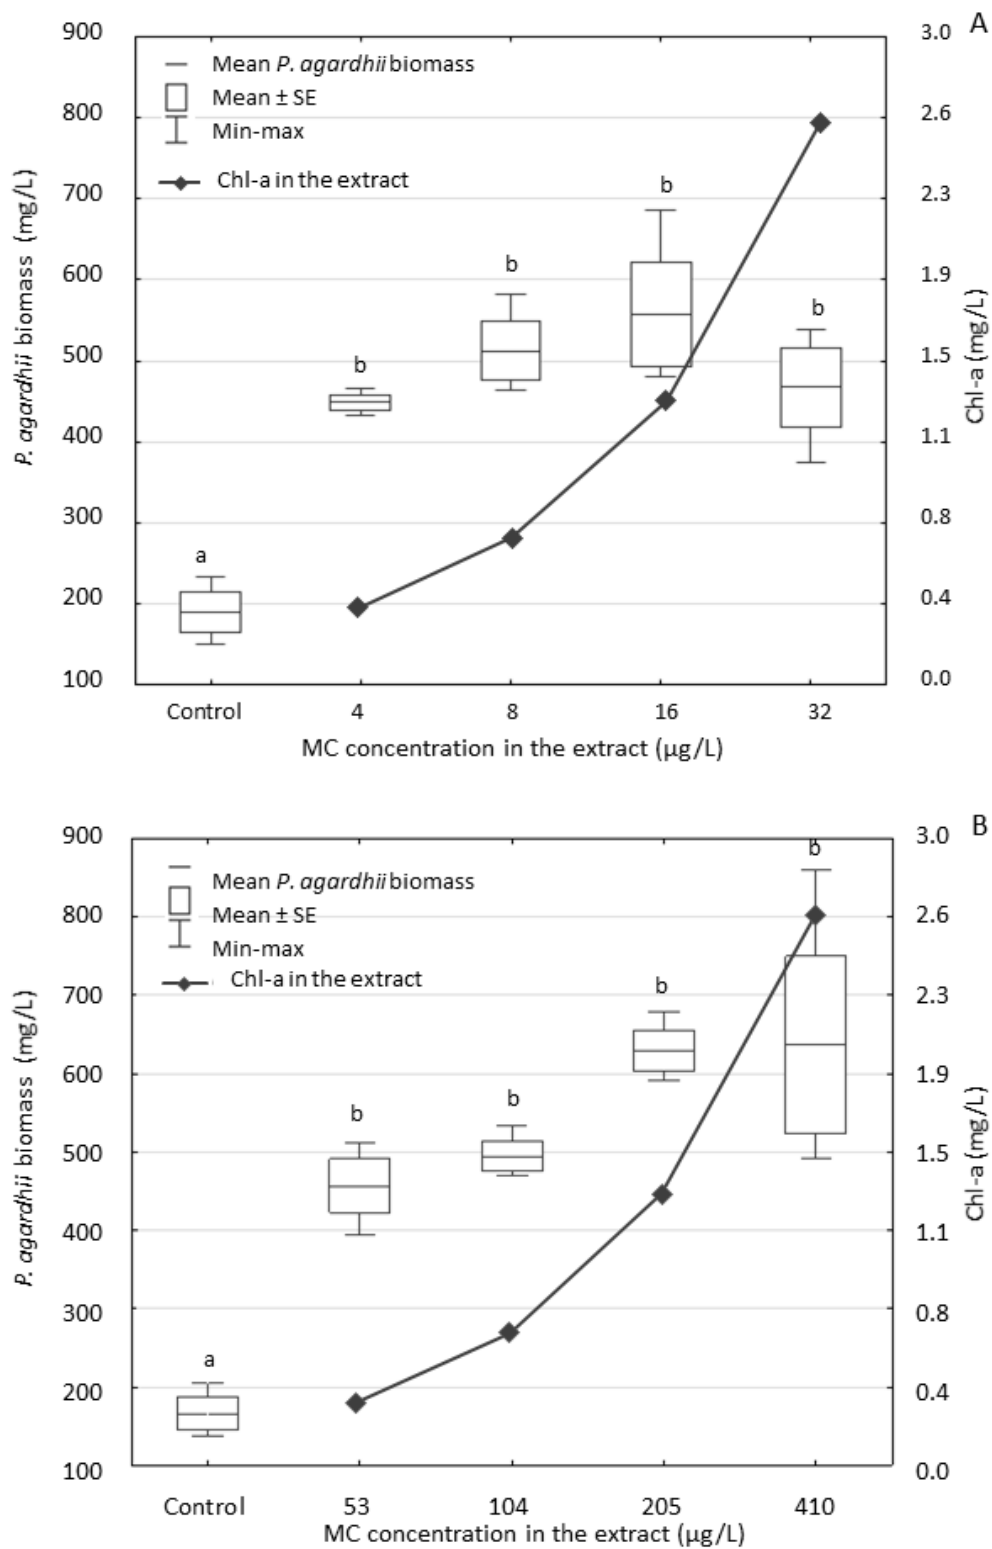 A
900
800
700
600
500
400
300
200
100
P. agardhii biomass (mg/L)
Mean P. agardhii biomass
Mean ± SE
Min-max
Chl-a in the extract
a
b
b
b
b
3.0
2.6
2.3
1.9
1.5
1.1
0.8
0.4
0.0
Chl-a (mg/L)
Control 4 8 16 32
MC concentration in the extract (µg/L)
B
900
800
700
600
500
400
300
200
100
P. agardhii biomass (mg/L)
Mean P. agardhii biomass
Mean ± SE
Min-max
Chl-a in the extract
a
b
b
b
b
3.0
2.6
2.3
1.9
1.5
1.1
0.8
0.4
0.0
Chl-a (mg/L)
Control 53 104 205 410
MC concentration in the extract (µg/L)